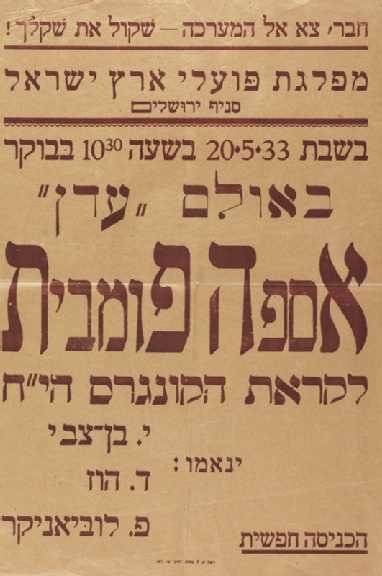 חבר, צא אל המערכה – שקול את שקלך!
מפלגת פועלי ארץ ישראל
סניף ירושלים
בשבת 20·5·33 בשעה 10³⁰ בבוקר
באולם "עדן"
אספה פומבית
לקראת הקונגרס הי"ח
ינאמו:
י. בן־צבי
ד. הוז
פ. לוביאניקר
הכניסה חפשית